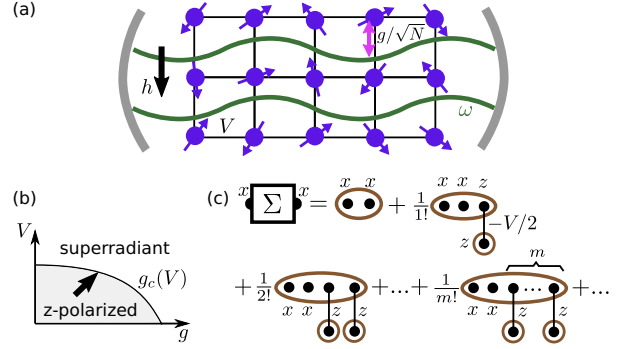 (a)
g/√N
h
V
ω
(b)
(c)
V
superradiant
g_c(V)
z-polarized
g
x Σ x = x x + 1/1! x x z
−V/2
z
m
+ 1/2! x x z z +...+ 1/m! x x z z +...